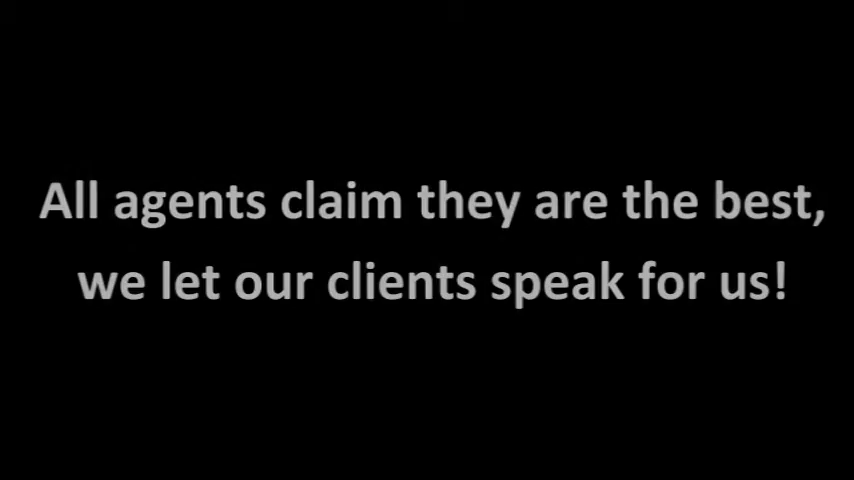 All agents claim they are the best,
we let our clients speak for us!